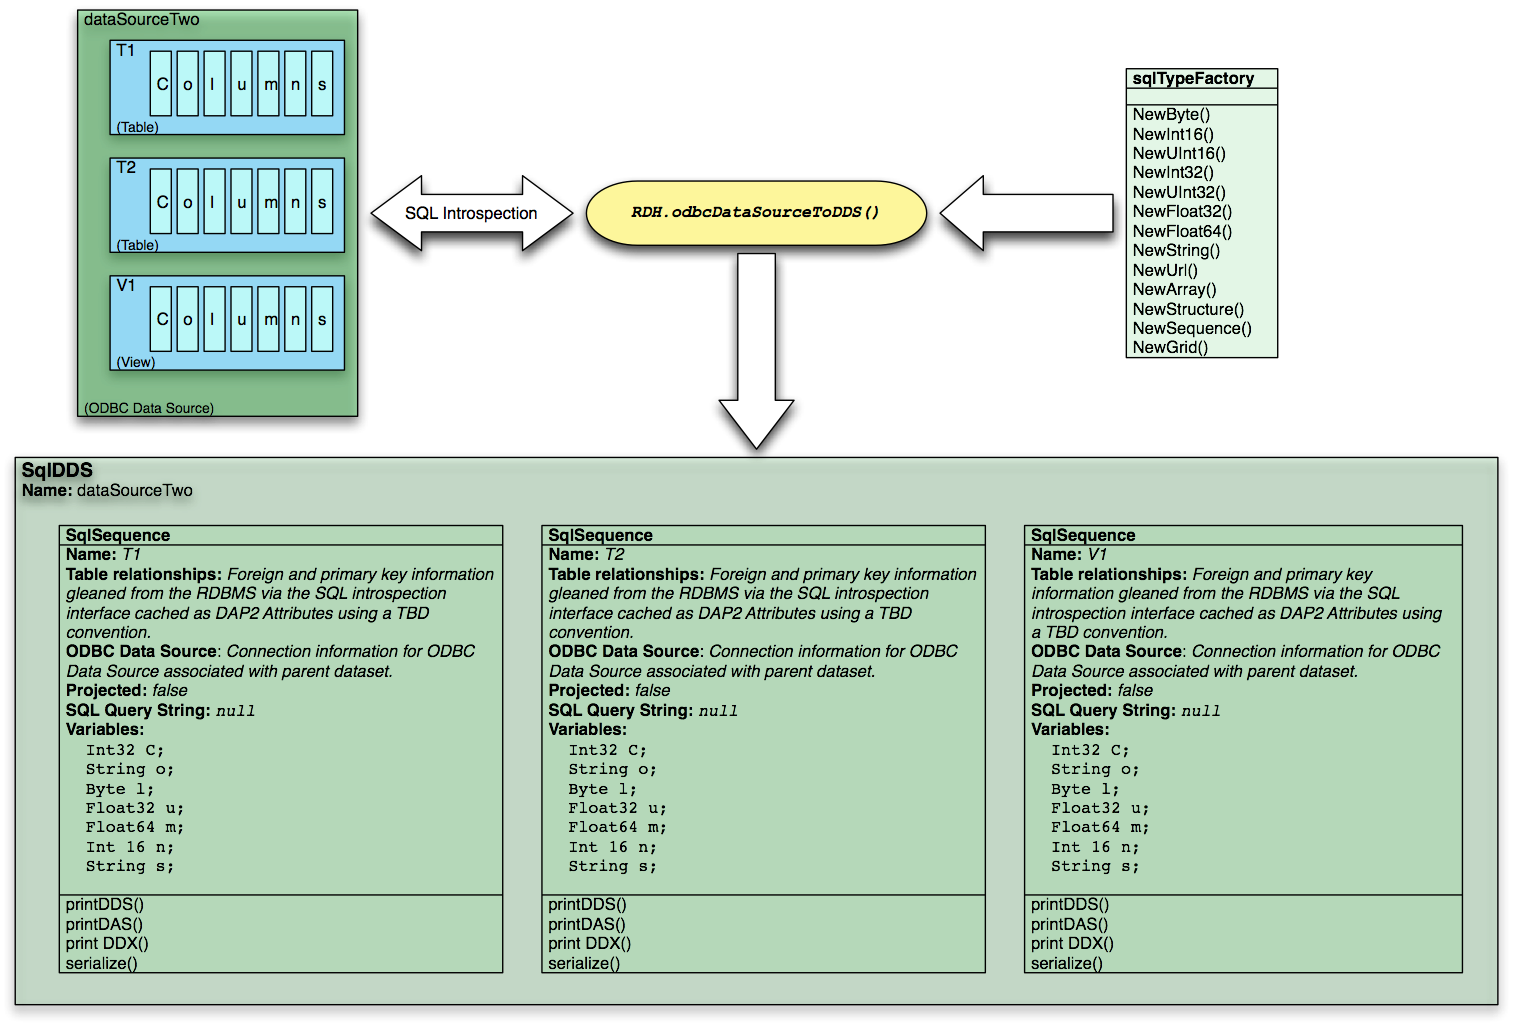 dataSourceTwo
T1
C o l u m n s
(Table)
T2
C o l u m n s
(Table)
V1
C o l u m n s
(View)
(ODBC Data Source)
SQL Introspection
RDH.odbcDataSourceToDDS()
sqlTypeFactory
NewByte()
NewInt16()
NewUInt16()
NewInt32()
NewUInt32()
NewFloat32()
NewFloat64()
NewString()
NewUrl()
NewArray()
NewStructure()
NewSequence()
NewGrid()
SqlDDS
Name: dataSourceTwo
SqlSequence
Name: T1
Table relationships: Foreign and primary key information
gleaned from the RDBMS via the SQL introspection
interface cached as DAP2 Attributes using a TBD
convention.
ODBC Data Source: Connection information for ODBC
Data Source associated with parent dataset.
Projected: false
SQL Query String: null
Variables:
Int32 C;
String o;
Byte l;
Float32 u;
Float64 m;
Int 16 n;
String s;
printDDS()
printDAS()
print DDX()
serialize()
SqlSequence
Name: T2
Table relationships: Foreign and primary key information
gleaned from the RDBMS via the SQL introspection
interface cached as DAP2 Attributes using a TBD
convention.
ODBC Data Source: Connection information for ODBC
Data Source associated with parent dataset.
Projected: false
SQL Query String: null
Variables:
Int32 C;
String o;
Byte l;
Float32 u;
Float64 m;
Int 16 n;
String s;
printDDS()
printDAS()
print DDX()
serialize()
SqlSequence
Name: V1
Table relationships: Foreign and primary key
information gleaned from the RDBMS via the SQL
introspection interface cached as DAP2 Attributes using
a TBD convention.
ODBC Data Source: Connection information for ODBC
Data Source associated with parent dataset.
Projected: false
SQL Query String: null
Variables:
Int32 C;
String o;
Byte l;
Float32 u;
Float64 m;
Int 16 n;
String s;
printDDS()
printDAS()
print DDX()
serialize()